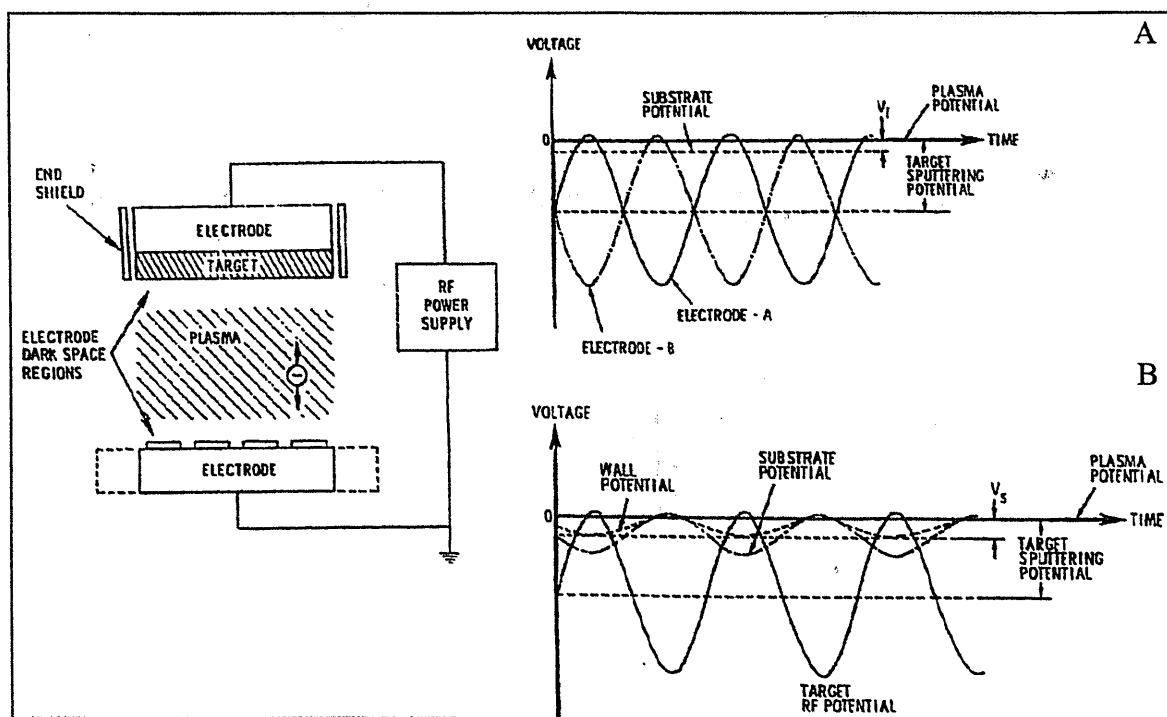 A
VOLTAGE
SUBSTRATE
POTENTIAL
V_I
PLASMA
POTENTIAL
0
TIME
TARGET
SPUTTERING
POTENTIAL
ELECTRODE - A
ELECTRODE - B
END
SHIELD
ELECTRODE
TARGET
RF
POWER
SUPPLY
ELECTRODE
DARK SPACE
REGIONS
PLASMA
−
ELECTRODE
B
VOLTAGE
WALL
POTENTIAL
SUBSTRATE
POTENTIAL
V_S
PLASMA
POTENTIAL
0
TIME
TARGET
SPUTTERING
POTENTIAL
TARGET
RF POTENTIAL